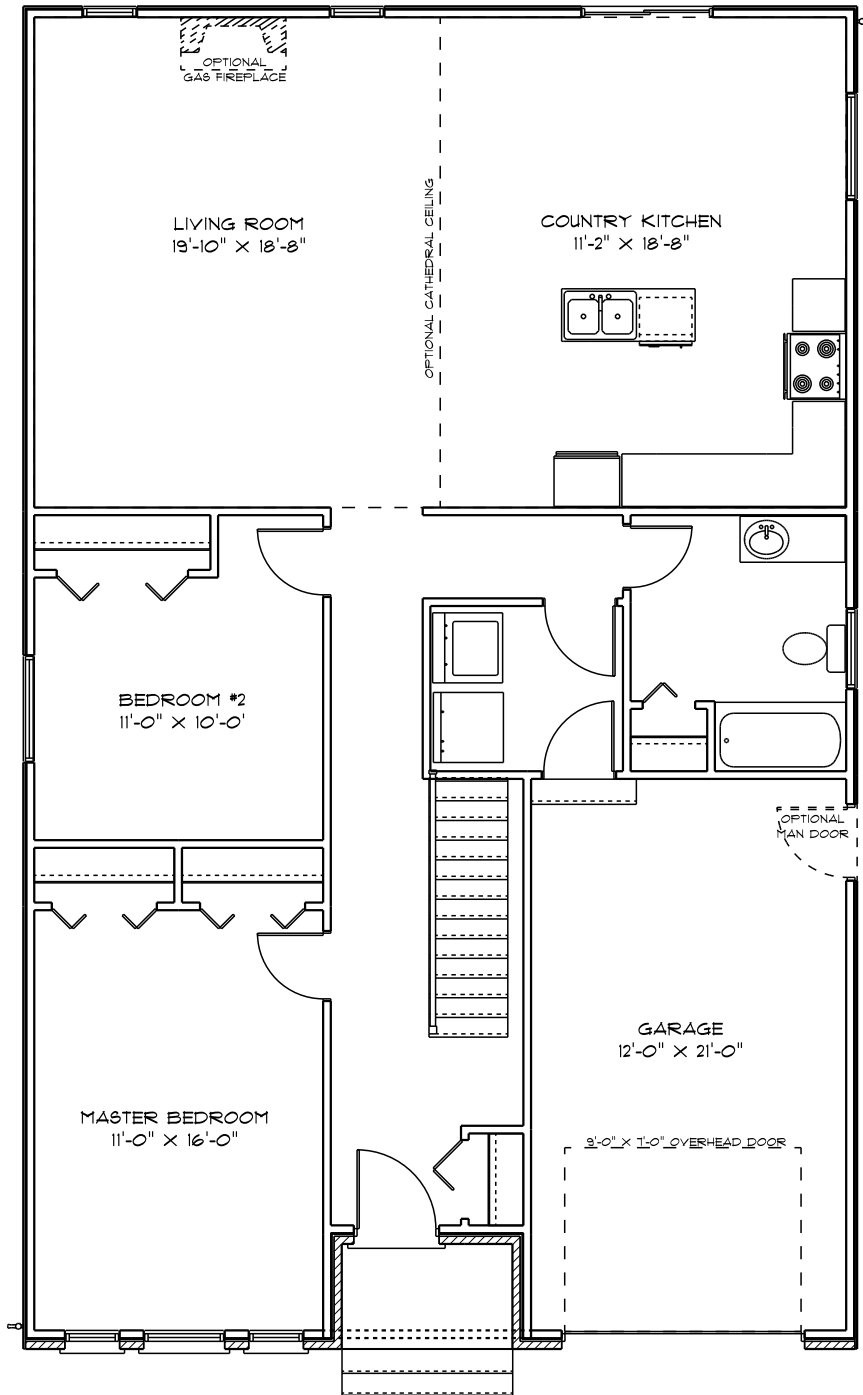 OPTIONAL
GAS FIREPLACE
LIVING ROOM
19'-10" X 18'-8"
OPTIONAL CATHEDRAL CEILING
COUNTRY KITCHEN
11'-2" X 18'-8"
BEDROOM #2
11'-0" X 10'-0'
OPTIONAL
MAN DOOR
GARAGE
12'-0" X 21'-0"
MASTER BEDROOM
11'-0" X 16'-0"
9'-0" X 7'-0" OVERHEAD DOOR